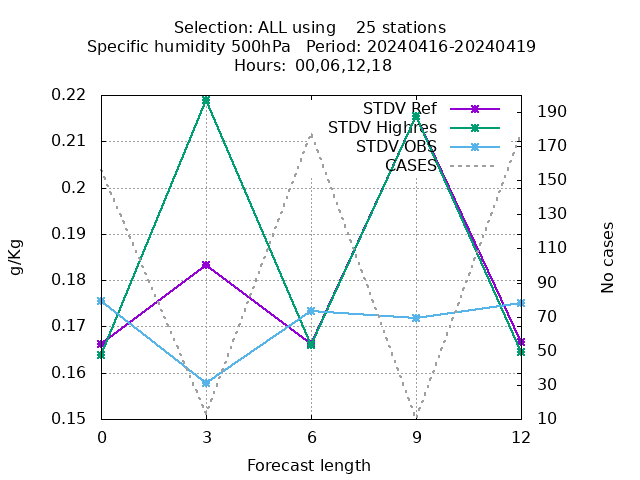 Selection: ALL using    25 stations
Specific humidity 500hPa   Period: 20240416-20240419
Hours: 00,06,12,18
STDV Ref
STDV Highres
STDV OBS
CASES
0.22
0.21
0.2
0.19
0.18
0.17
0.16
0.15
190
170
150
130
110
90
70
50
30
10
g/Kg
No cases
0
3
6
9
12
Forecast length